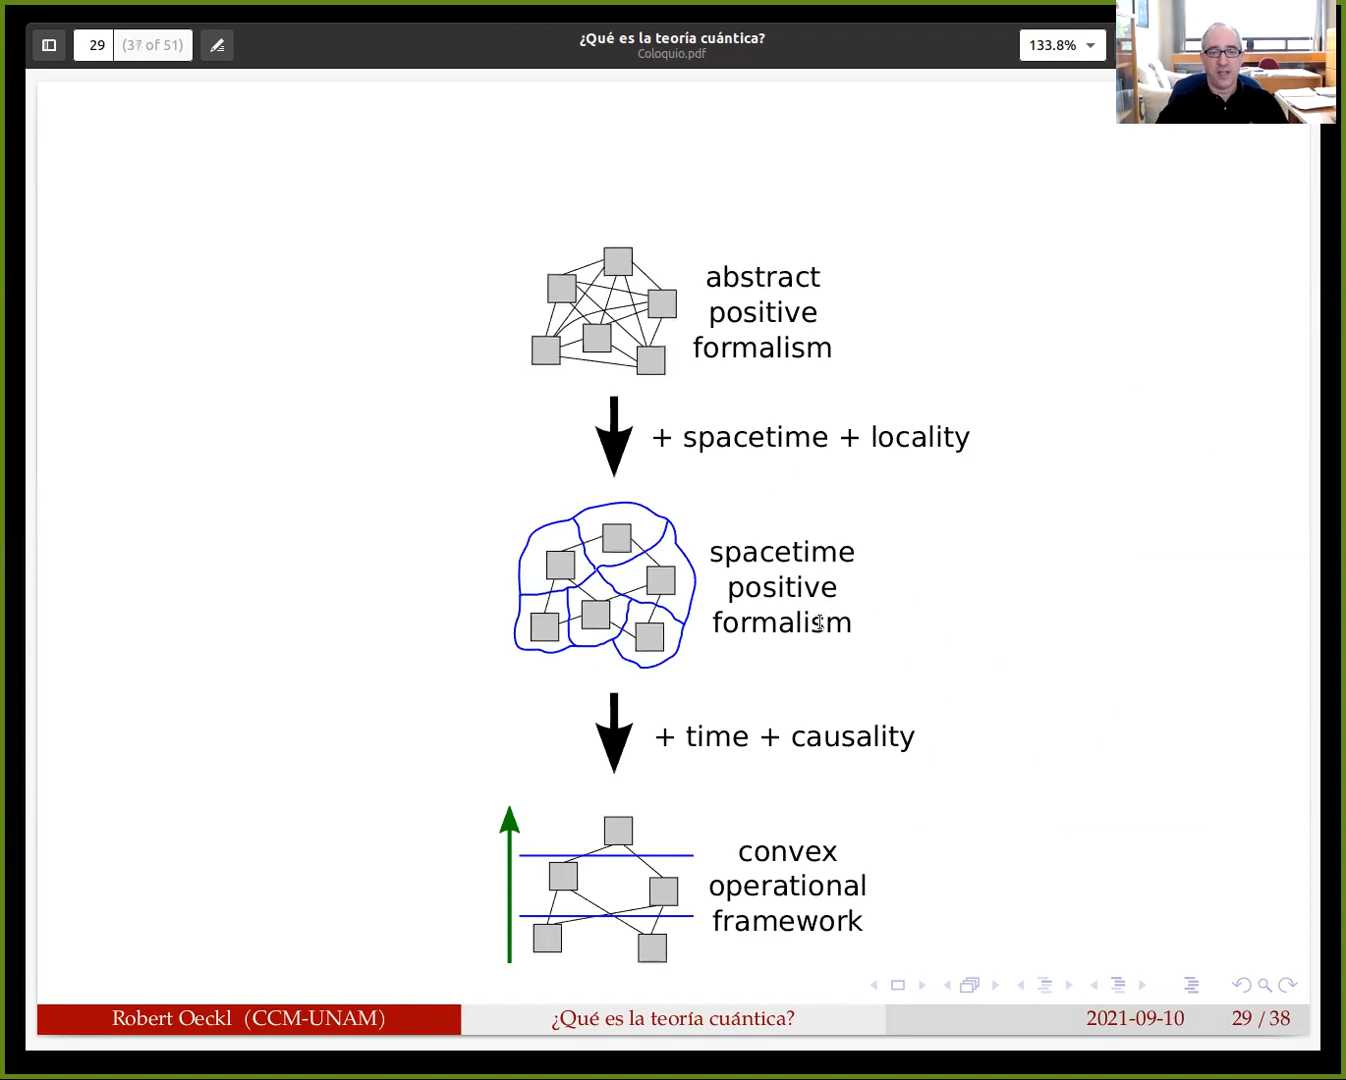 29
(37 of 51)
¿Qué es la teoría cuántica?
Coloquio.pdf
133.8%
abstract
positive
formalism
+ spacetime + locality
spacetime
positive
formalism
+ time + causality
convex
operational
framework
Robert Oeckl (CCM-UNAM)
¿Qué es la teoría cuántica?
2021-09-10
29 / 38